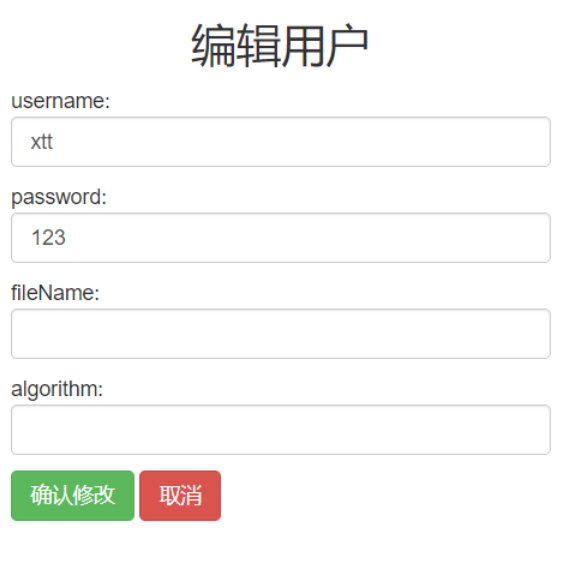 编辑用户
username:
xtt
password:
123
fileName:
algorithm:
确认修改 取消